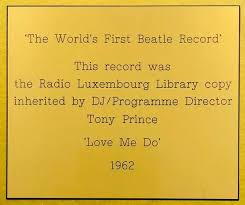 'The World's First Beatle Record'
This record was
the Radio Luxembourg Library copy
inherited by DJ/Programme Director
Tony Prince
'Love Me Do'
1962